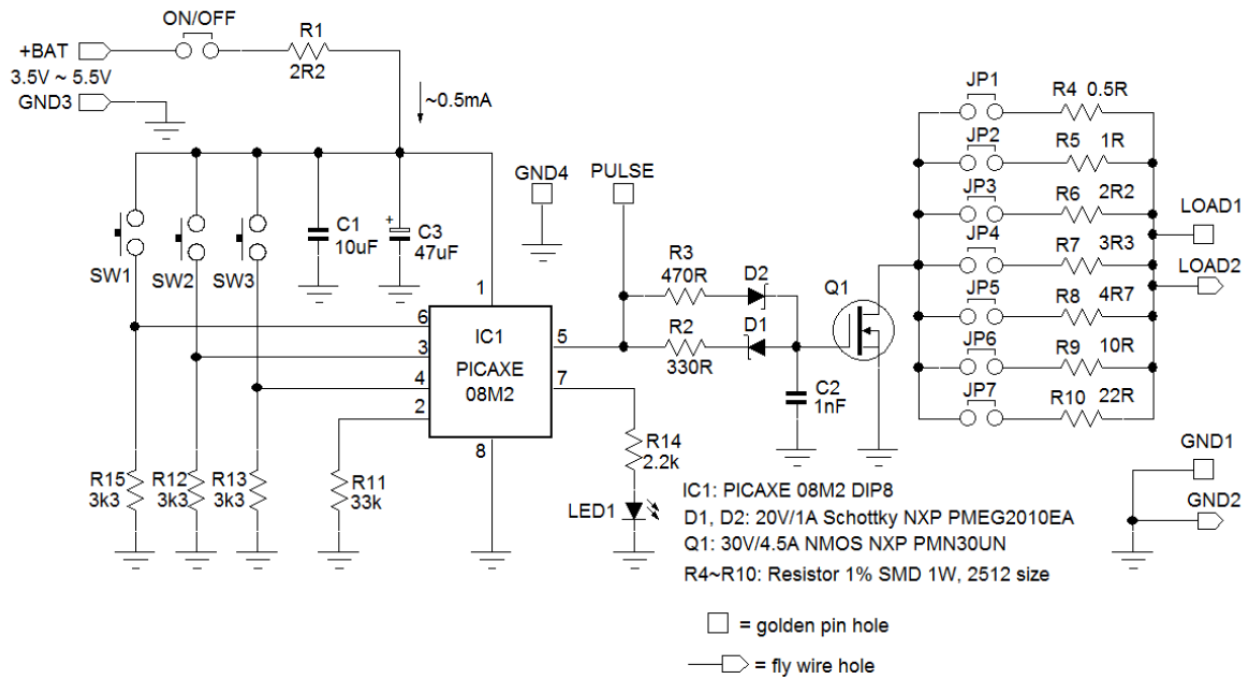 ON/OFF
R1
+BAT
2R2
3.5V ~ 5.5V
GND3
~0.5mA
JP1
R4 0.5R
JP2
R5 1R
JP3
R6 2R2
JP4
R7 3R3
JP5
R8 4R7
JP6
R9 10R
JP7
R10 22R
LOAD1
LOAD2
GND4
PULSE
SW1
SW2
SW3
C1
10uF
+
C3
47uF
R3
470R
D2
D1
R2
330R
Q1
C2
1nF
1
6
3
4
2
5
7
8
IC1
PICAXE
08M2
R15
3k3
R12
3k3
R13
3k3
R11
33k
R14
2.2k
LED1
GND1
GND2
IC1: PICAXE 08M2 DIP8
D1, D2: 20V/1A Schottky NXP PMEG2010EA
Q1: 30V/4.5A NMOS NXP PMN30UN
R4~R10: Resistor 1% SMD 1W, 2512 size
= golden pin hole
= fly wire hole